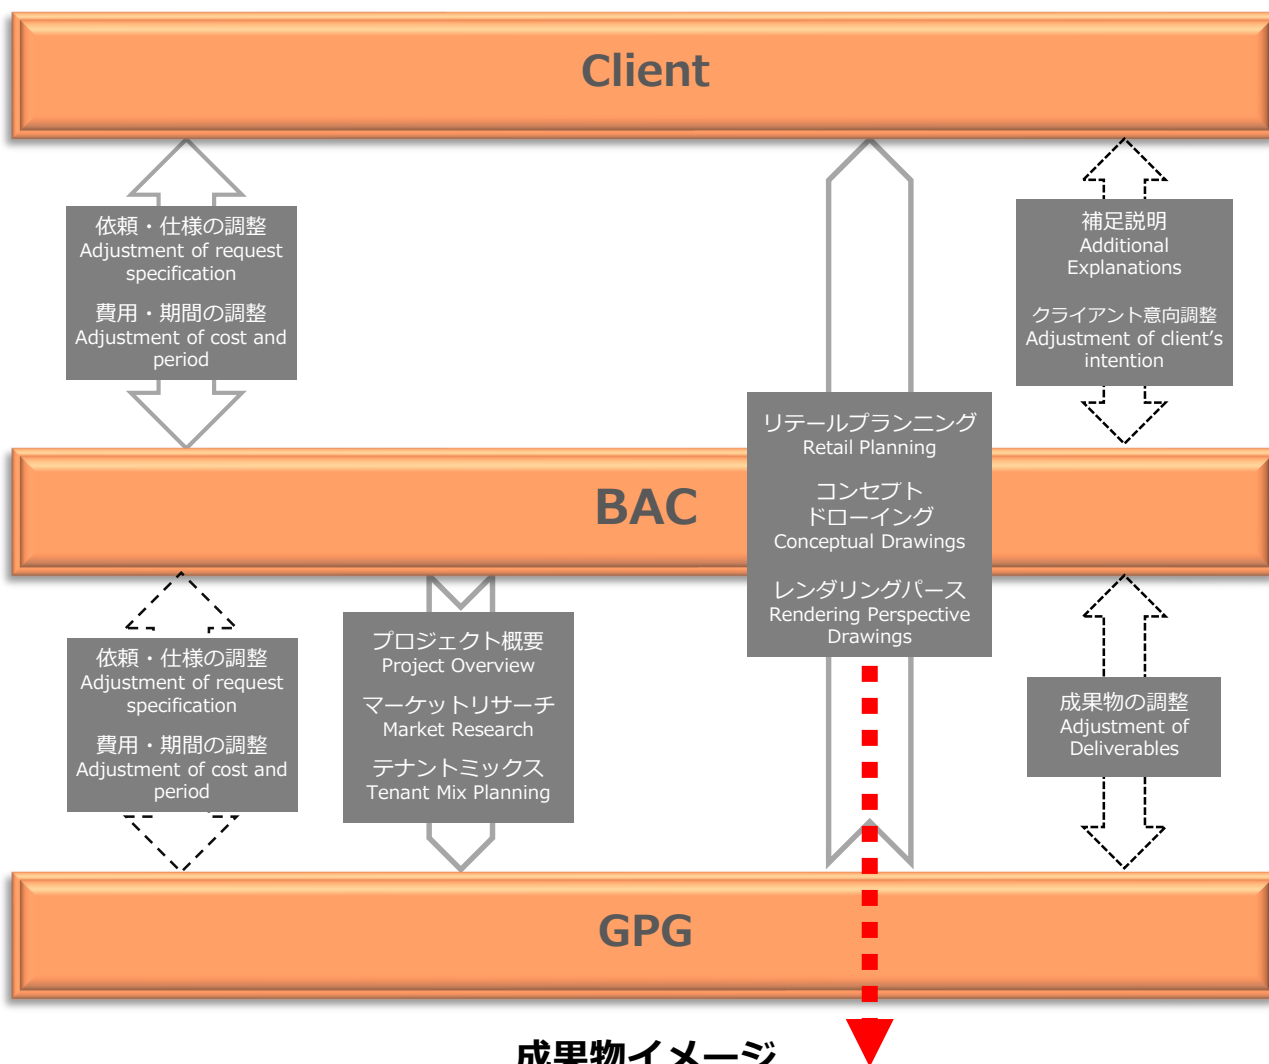 Client
依頼・仕様の調整
Adjustment of request
specification
費用・期間の調整
Adjustment of cost and
period
補足説明
Additional
Explanations
クライアント意向調整
Adjustment of client's
intention
リテールプランニング
Retail Planning
コンセプト
ドローイング
Conceptual Drawings
レンダリングパース
Rendering Perspective
Drawings
BAC
依頼・仕様の調整
Adjustment of request
specification
費用・期間の調整
Adjustment of cost and
period
プロジェクト概要
Project Overview
マーケットリサーチ
Market Research
テナントミックス
Tenant Mix Planning
成果物の調整
Adjustment of
Deliverables
GPG
成果物イメージ